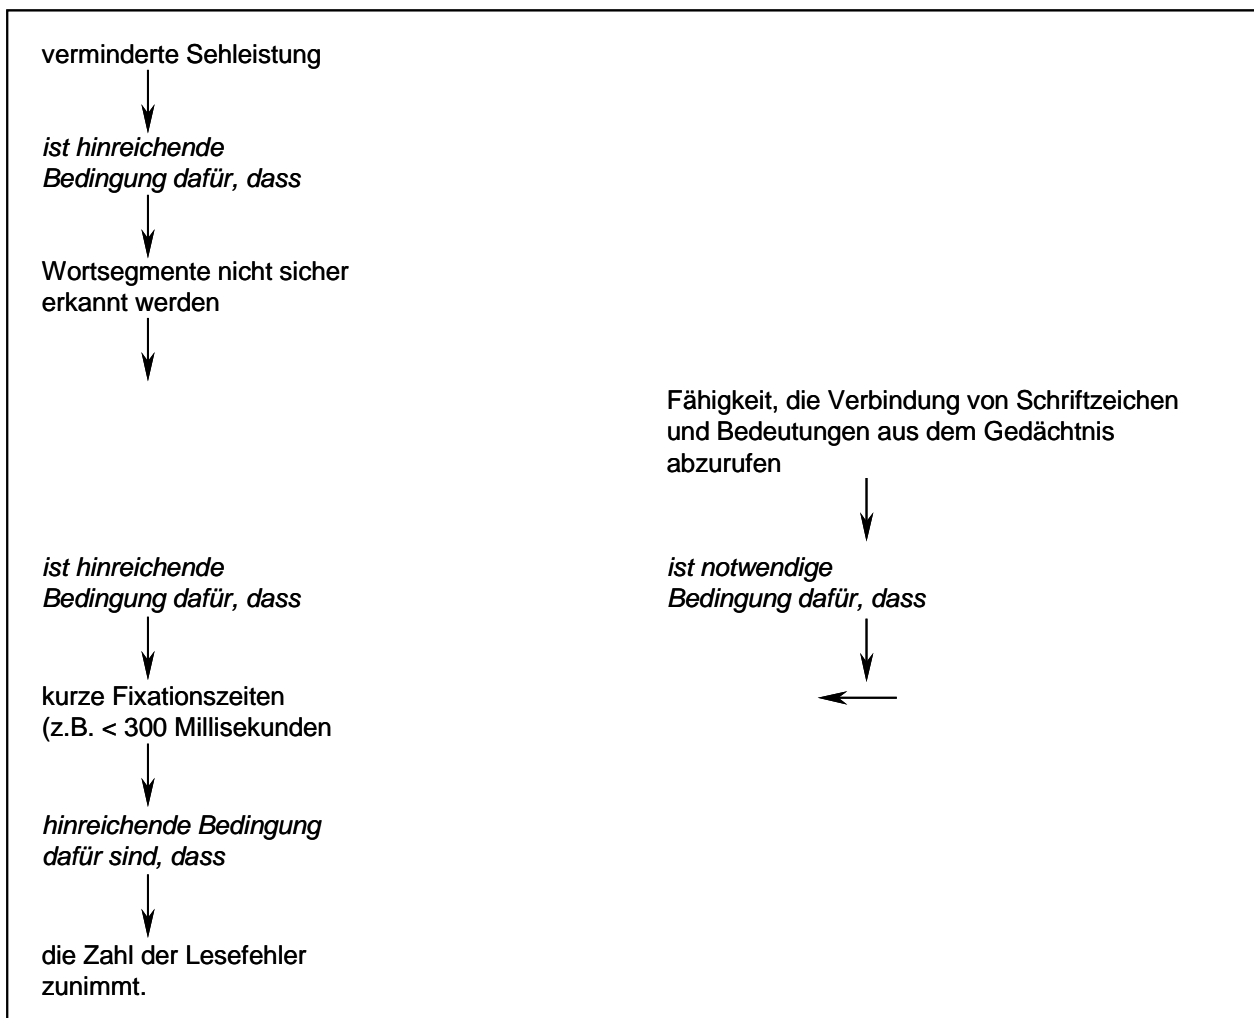 verminderte Sehleistung
ist hinreichende
Bedingung dafür, dass
Wortsegmente nicht sicher
erkannt werden
Fähigkeit, die Verbindung von Schriftzeichen
und Bedeutungen aus dem Gedächtnis
abzurufen
ist hinreichende
Bedingung dafür, dass
ist notwendige
Bedingung dafür, dass
kurze Fixationszeiten
(z.B. < 300 Millisekunden
hinreichende Bedingung
dafür sind, dass
die Zahl der Lesefehler
zunimmt.